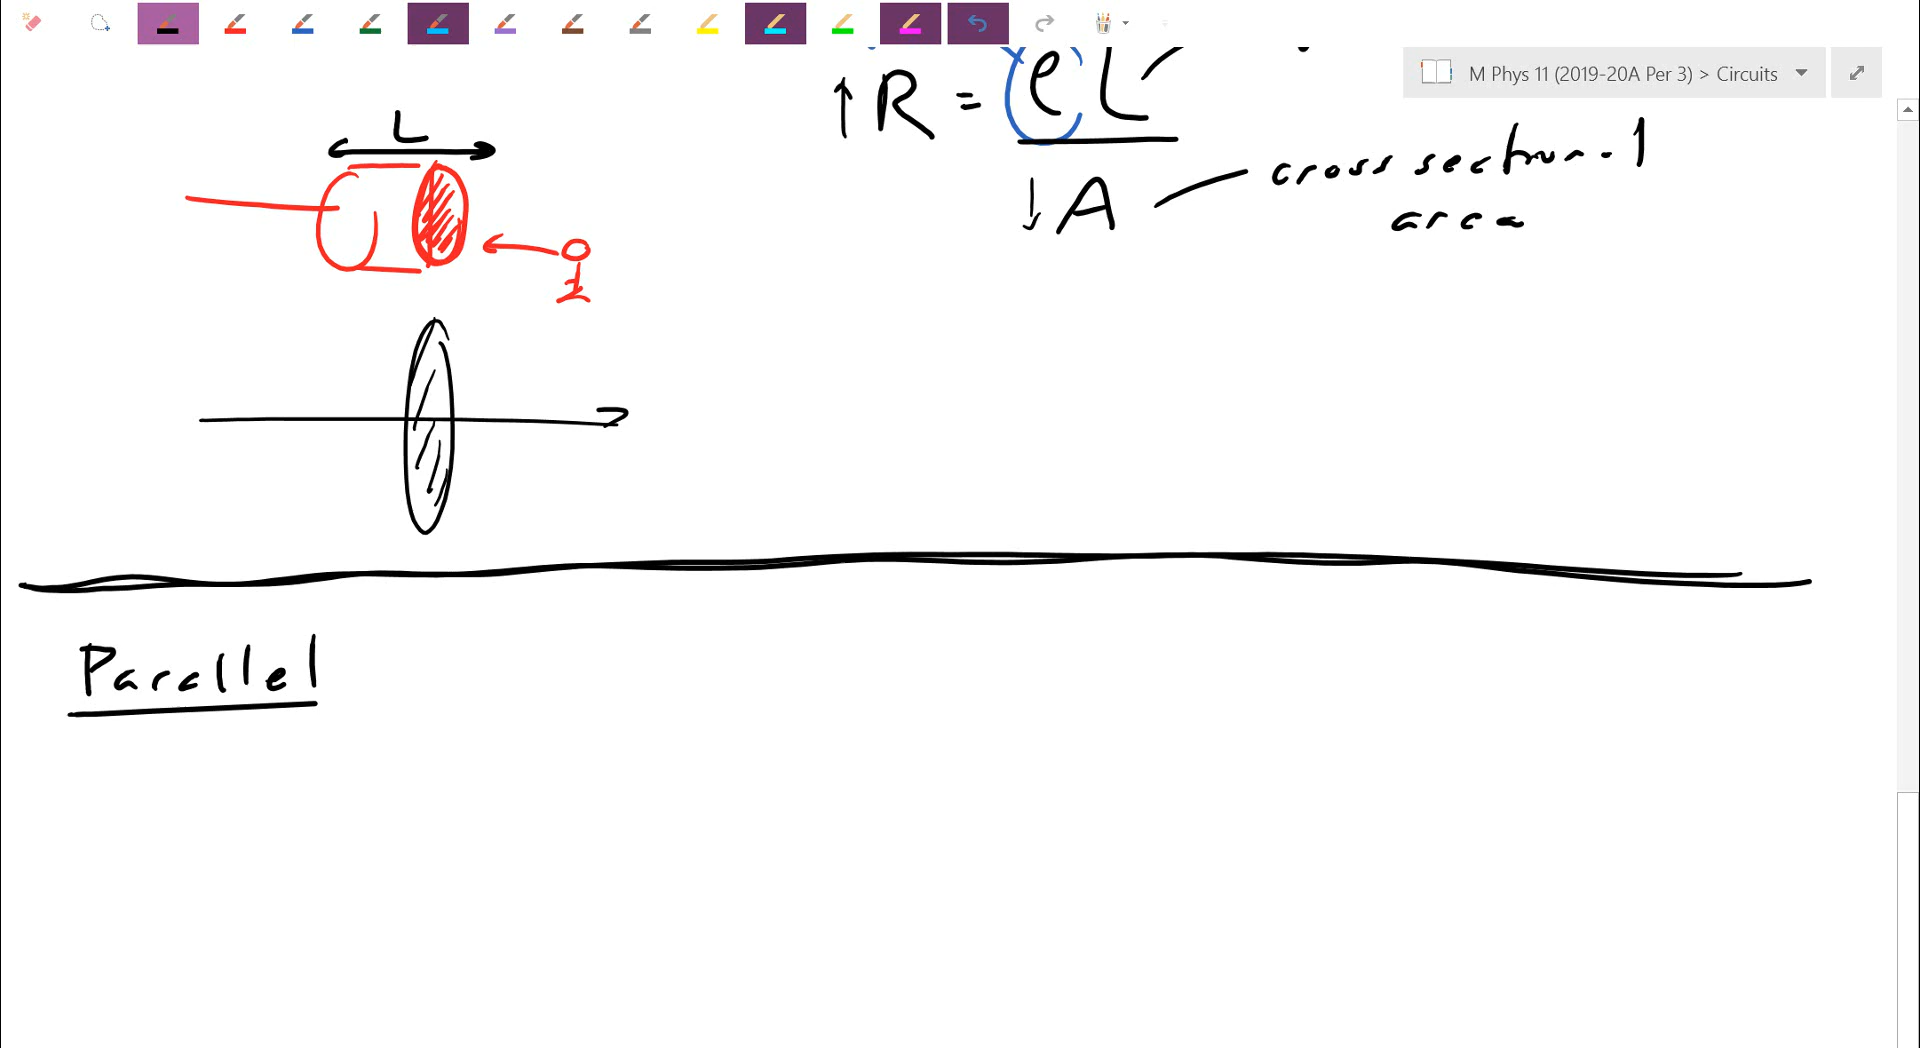 M Phys 11 (2019-20A Per 3) > Circuits
L
↑ R = ρL
↓ A
cross sectional
area
Parallel